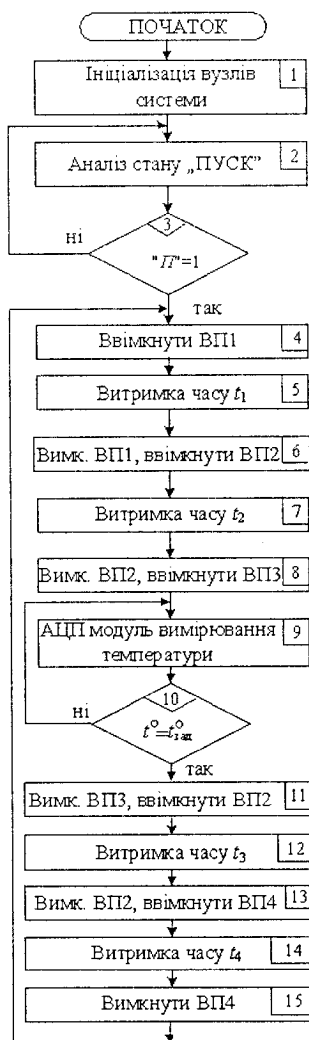 ПОЧАТОК
Ініціалізація вузлів
системи
1
Аналіз стану „ПУСК”
2
3
ні
"П"=1
так
Ввімкнути ВП1
4
Витримка часу t₁
5
Вимк. ВП1, ввімкнути ВП2
6
Витримка часу t₂
7
Вимк. ВП2, ввімкнути ВП3
8
АЦП модуль вимірювання
температури
9
10
ні
t°=t°зад
так
Вимк. ВП3, ввімкнути ВП2
11
Витримка часу t₃
12
Вимк. ВП2, ввімкнути ВП4
13
Витримка часу t₄
14
Вимкнути ВП4
15